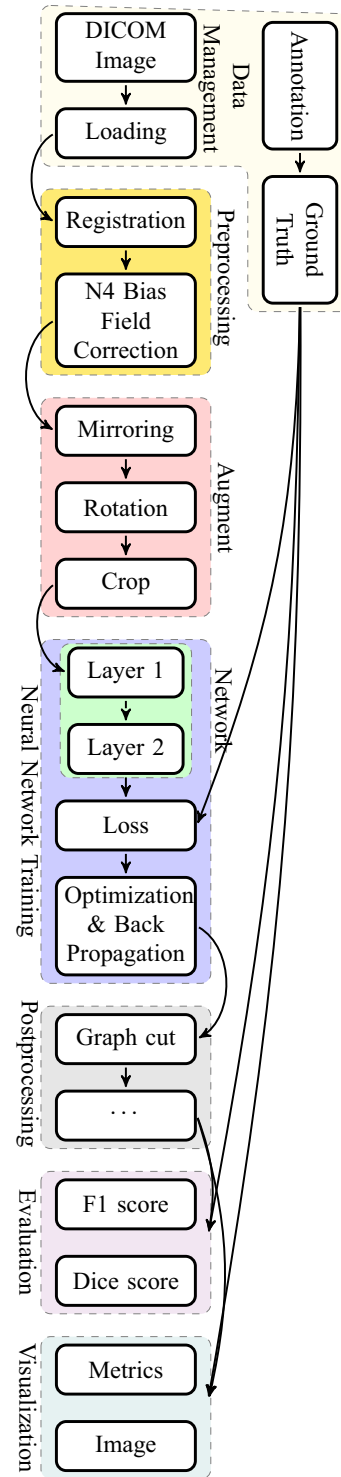 DICOM
Image
Loading
Data
Management
Annotation
Ground
Truth
Registration
N4 Bias
Field
Correction
Preprocessing
Mirroring
Rotation
Crop
Augment
Layer 1
Layer 2
Network
Loss
Optimization
& Back
Propagation
Neural Network Training
Graph cut
...
Postprocessing
F1 score
Dice score
Evaluation
Metrics
Image
Visualization